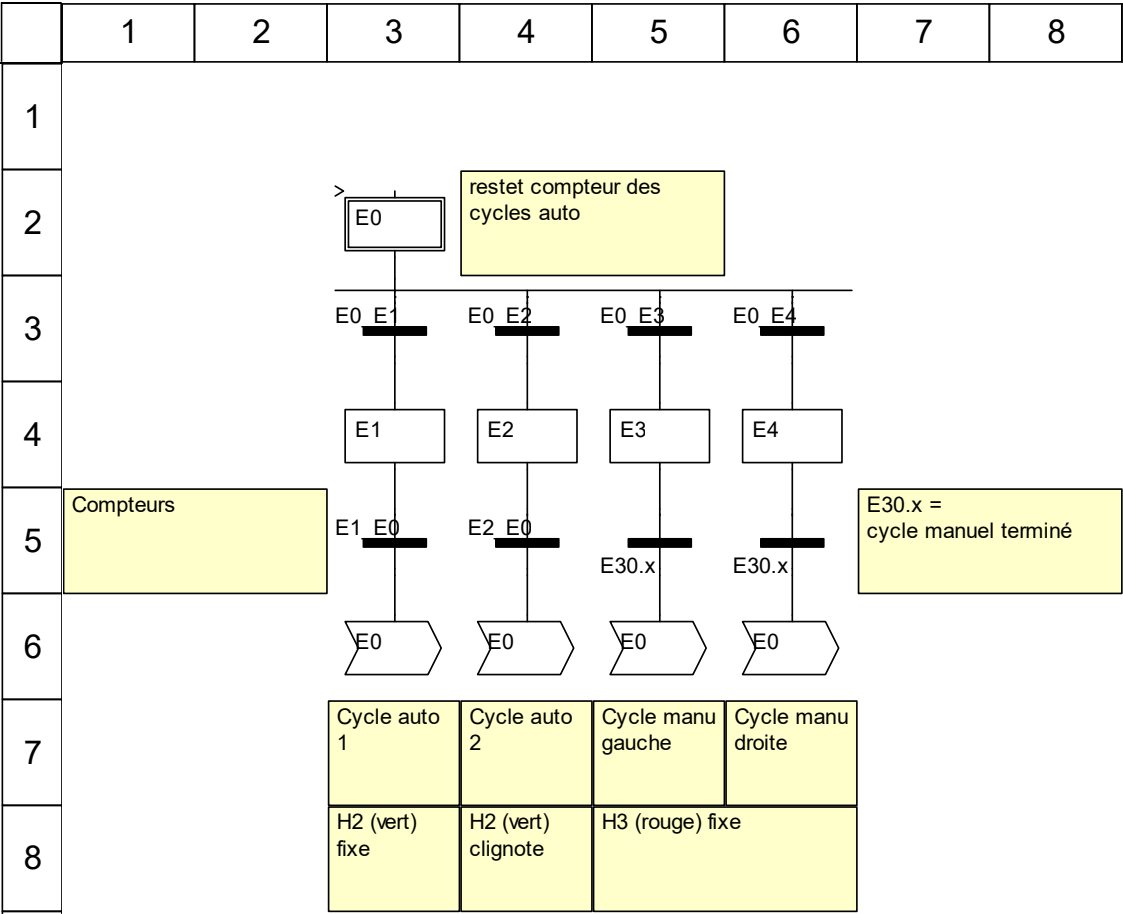 1 2 3 4 5 6 7 8
1
2
>
E0
restet compteur des
cycles auto
3
E0_E1 E0_E2 E0_E3 E0_E4
4
E1 E2 E3 E4
5
Compteurs
E1_E0 E2_E0
E30.x E30.x
E30.x =
cycle manuel terminé
6
E0 E0 E0 E0
7
Cycle auto
1
Cycle auto
2
Cycle manu
gauche
Cycle manu
droite
8
H2 (vert)
fixe
H2 (vert)
clignote
H3 (rouge) fixe